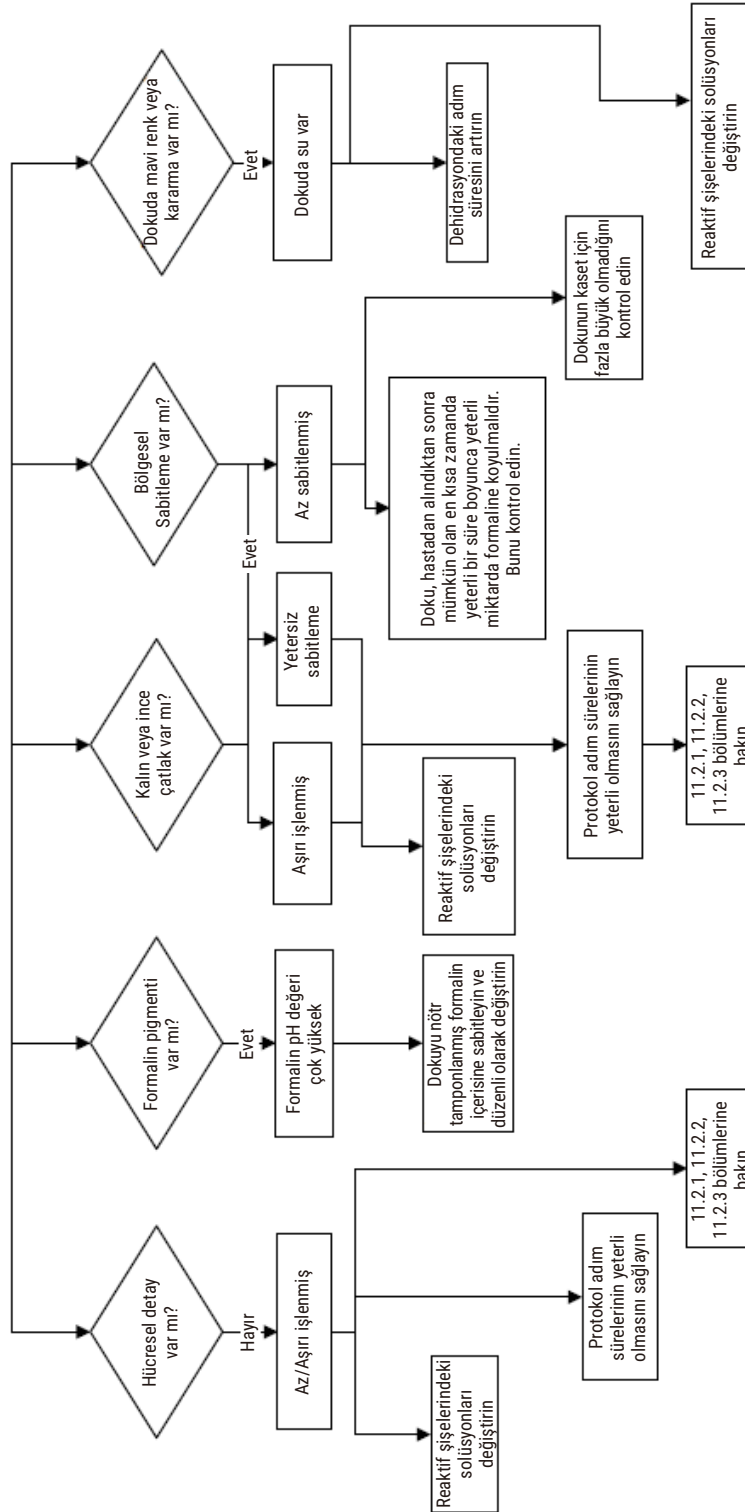 Hücresel detay
var mı?
Hayır
Az/Aşırı işlenmiş
Reaktif şişelerindeki
solüsyonları
değiştirin
Protokol adım
sürelerinin yeterli
olmasını sağlayın
11.2.1, 11.2.2,
11.2.3 bölümlerine
bakın
Formalin pigmenti
var mı?
Evet
Formalin pH değeri
çok yüksek
Dokuyu nötr
tamponlanmış formalin
içerisine sabitleyin ve
düzenli olarak değiştirin
Kalın veya ince
çatlak var mı?
Aşırı işlenmiş
Yetersiz
sabitleme
Reaktif şişelerindeki
solüsyonları
değiştirin
Protokol adım sürelerinin
yeterli olmasını sağlayın
11.2.1, 11.2.2,
11.2.3 bölümlerine
bakın
Bölgesel
Sabitleme var mı?
Evet
Az sabitlenmiş
Doku, hastadan alındıktan sonra
mümkün olan en kısa zamanda
yeterli bir süre boyunca yeterli
miktarda formaline koyulmalıdır.
Bunu kontrol edin.
Dokunun kaset için
fazla büyük olmadığını
kontrol edin
Dokuda mavi renk veya
kararma var mı?
Evet
Dokuda su var
Dehidrasyondaki adım
süresini artırın
Reaktif şişelerindeki solüsyonları
değiştirin